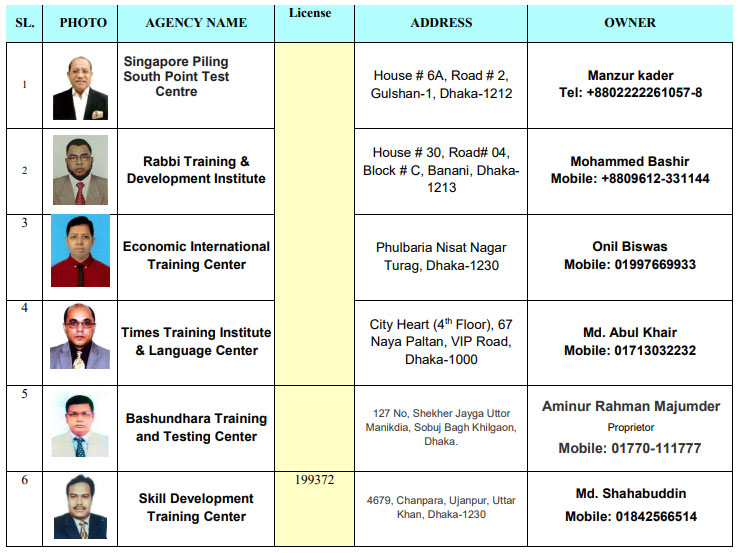 SL.
PHOTO
AGENCY NAME
License
ADDRESS
OWNER
1
Singapore Piling
South Point Test
Centre
House # 6A, Road # 2,
Gulshan-1, Dhaka-1212
Manzur kader
Tel: +8802222261057-8
2
Rabbi Training &
Development Institute
House # 30, Road# 04,
Block # C, Banani, Dhaka-
1213
Mohammed Bashir
Mobile: +8809612-331144
3
Economic International
Training Center
Phulbaria Nisat Nagar
Turag, Dhaka-1230
Onil Biswas
Mobile: 01997669933
4
Times Training Institute
& Language Center
City Heart (4th Floor), 67
Naya Paltan, VIP Road,
Dhaka-1000
Md. Abul Khair
Mobile: 01713032232
5
Bashundhara Training
and Testing Center
127 No, Shekher Jayga Uttor
Manikdia, Sobuj Bagh Khilgaon,
Dhaka.
Aminur Rahman Majumder
Proprietor
Mobile: 01770-111777
6
Skill Development
Training Center
199372
4679, Chanpara, Ujanpur, Uttar
Khan, Dhaka-1230
Md. Shahabuddin
Mobile: 01842566514